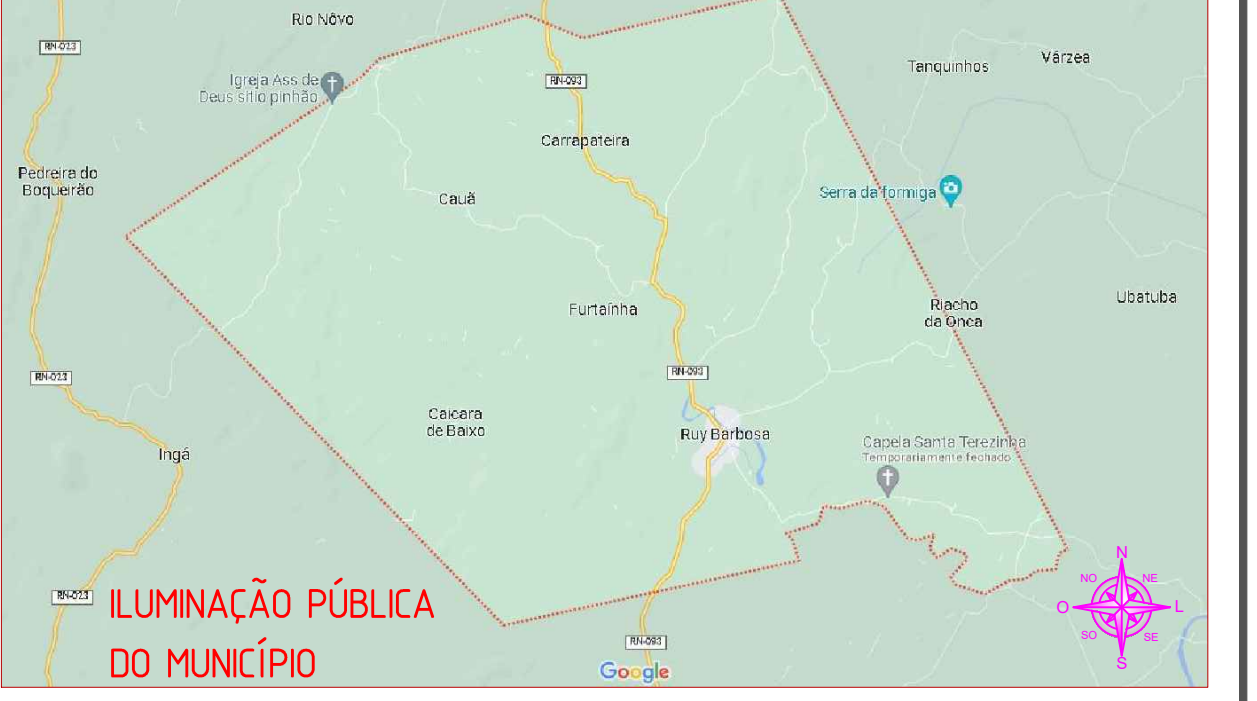 Rio Nôvo
RN-023
Igreja Ass de
Deus sítio pinhão
RN-093
Tanquinhos
Várzea
Carrapateira
Pedreira do
Boqueirão
Cauã
Serra da formiga
Furtaínha
Riacho
da Onca
Ubatuba
RN-023
RN-093
Caicara
de Baixo
Ruy Barbosa
Capela Santa Terezinha
Temporariamente fechado
Ingá
RN-023
ILUMINAÇÃO PÚBLICA
DO MUNICÍPIO
RN-093
Google
N
NO
NE
O
L
SO
SE
S